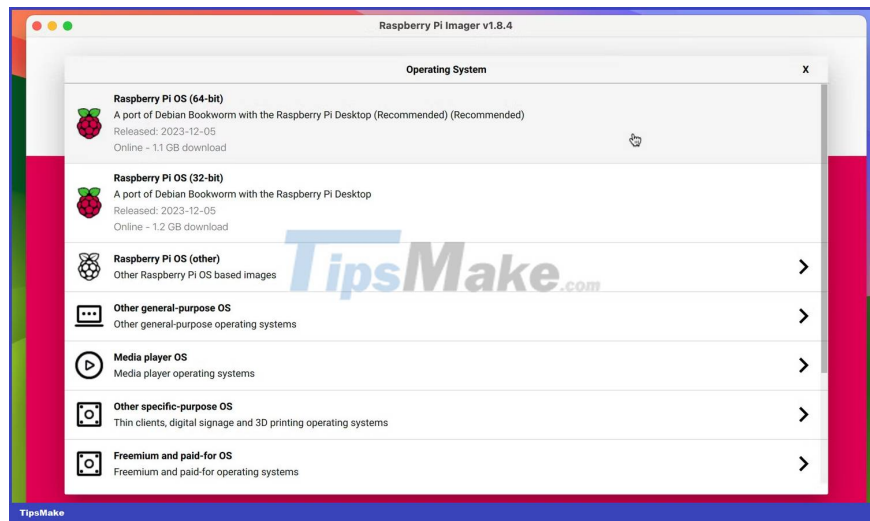 Raspberry Pi Imager v1.8.4
Operating System
X
Raspberry Pi OS (64-bit)
A port of Debian Bookworm with the Raspberry Pi Desktop (Recommended) (Recommended)
Released: 2023-12-05
Online - 1.1 GB download
Raspberry Pi OS (32-bit)
A port of Debian Bookworm with the Raspberry Pi Desktop
Released: 2023-12-05
Online - 1.2 GB download
Raspberry Pi OS (other)
Other Raspberry Pi OS based images
TipsMake.com
Other general-purpose OS
Other general-purpose operating systems
Media player OS
Media player operating systems
Other specific-purpose OS
Thin clients, digital signage and 3D printing operating systems
Freemium and paid-for OS
Freemium and paid-for operating systems
TipsMake